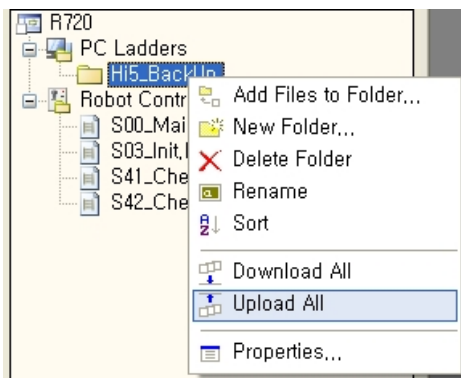 R720
PC Ladders
Hi5_BackUp
Robot Contr
S00_Mai
S03_Init,
S41_Che
S42_Che
Add Files to Folder,,,
New Folder,,,
Delete Folder
Rename
Sort
Download All
Upload All
Properties,,,